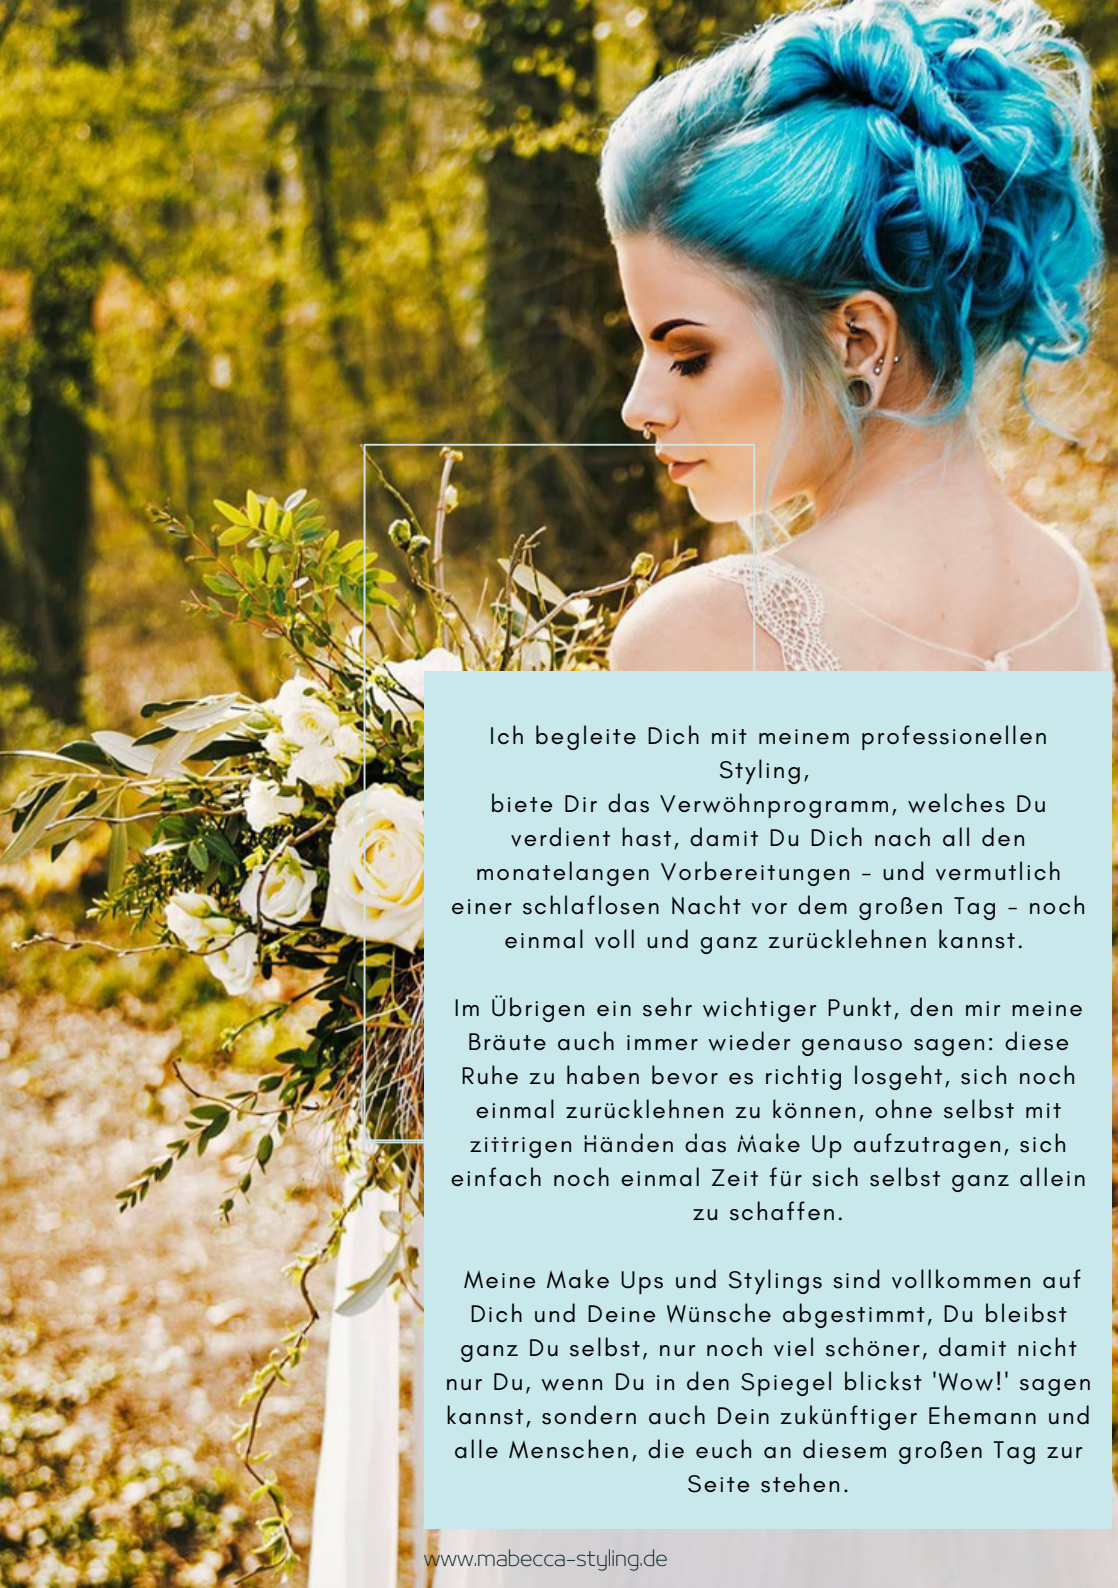 Ich begleite Dich mit meinem professionellen
Styling,
biete Dir das Verwöhnprogramm, welches Du
verdient hast, damit Du Dich nach all den
monatelangen Vorbereitungen – und vermutlich
einer schlaflosen Nacht vor dem großen Tag – noch
einmal voll und ganz zurücklehnen kannst.
Im Übrigen ein sehr wichtiger Punkt, den mir meine
Bräute auch immer wieder genauso sagen: diese
Ruhe zu haben bevor es richtig losgeht, sich noch
einmal zurücklehnen zu können, ohne selbst mit
zittrigen Händen das Make Up aufzutragen, sich
einfach noch einmal Zeit für sich selbst ganz allein
zu schaffen.
Meine Make Ups und Stylings sind vollkommen auf
Dich und Deine Wünsche abgestimmt, Du bleibst
ganz Du selbst, nur noch viel schöner, damit nicht
nur Du, wenn Du in den Spiegel blickst 'Wow!' sagen
kannst, sondern auch Dein zukünftiger Ehemann und
alle Menschen, die euch an diesem großen Tag zur
Seite stehen.
www.mabecca-styling.de